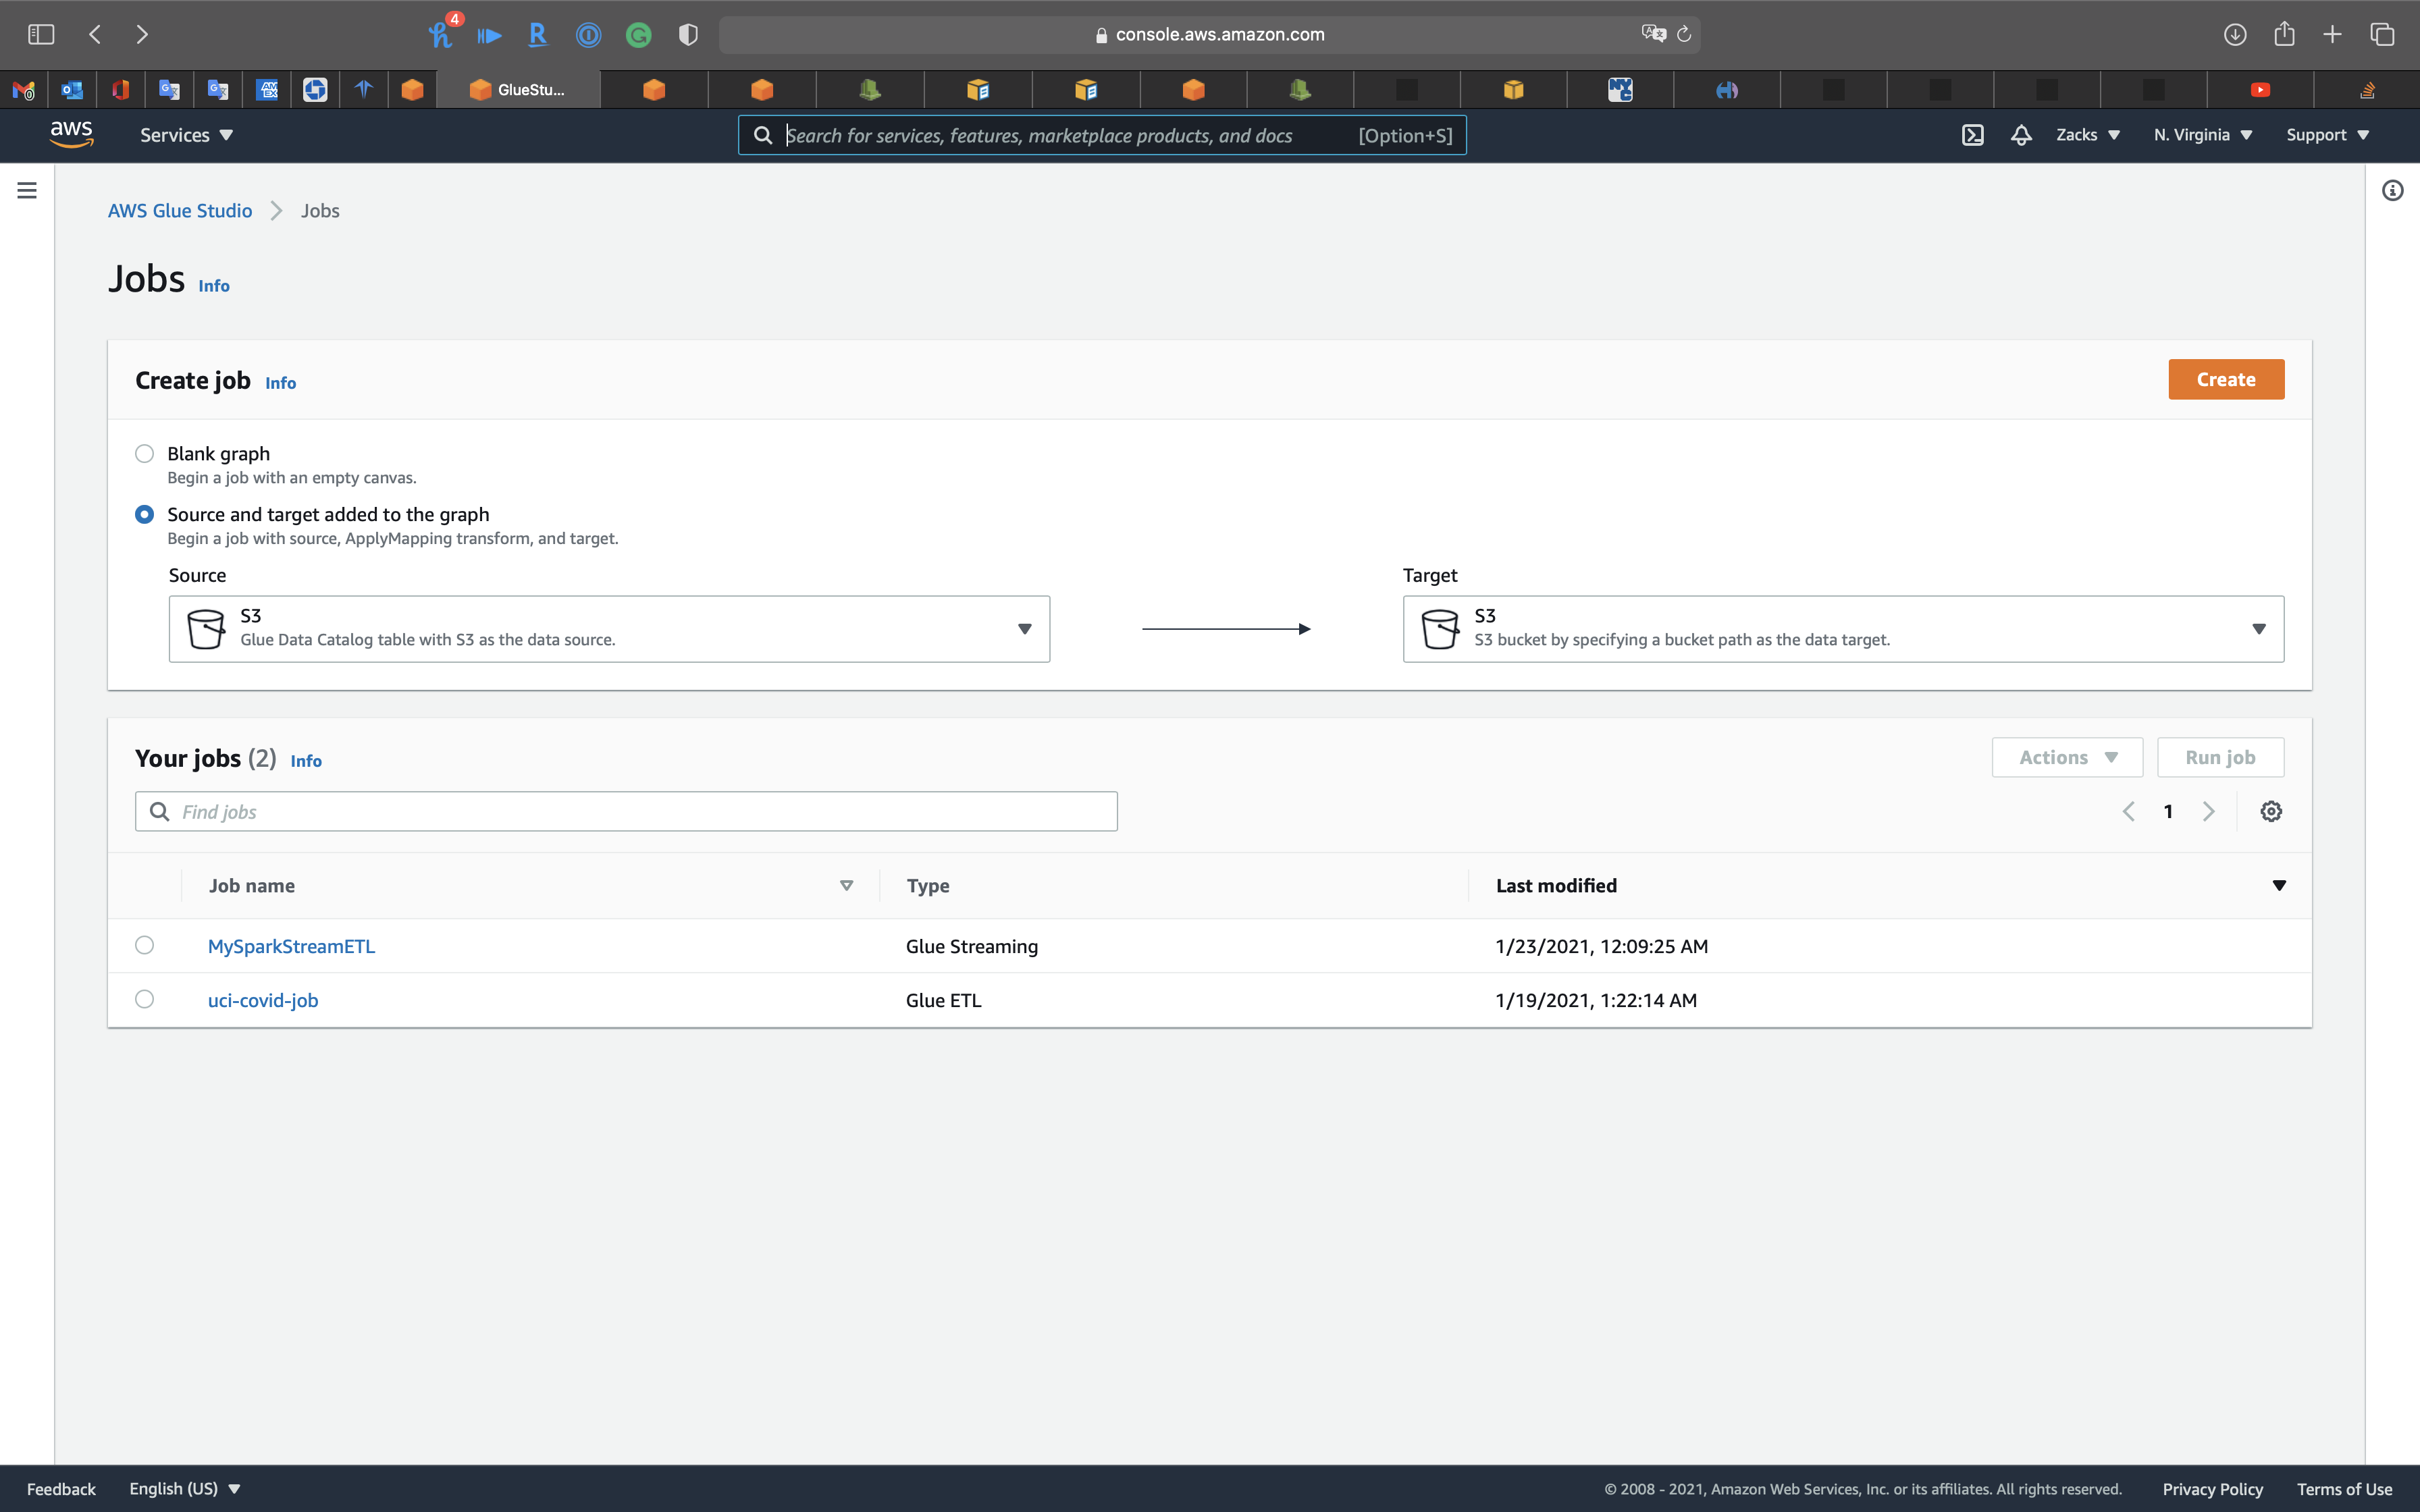 4
console.aws.amazon.com
GlueStu...
aws
Services
Search for services, features, marketplace products, and docs [Option+S]
Zacks
N. Virginia
Support
AWS Glue Studio
Jobs
Jobs Info
Create job Info
Create
Blank graph
Begin a job with an empty canvas.
Source and target added to the graph
Begin a job with source, ApplyMapping transform, and target.
Source
Target
S3
Glue Data Catalog table with S3 as the data source.
S3
S3 bucket by specifying a bucket path as the data target.
Your jobs (2) Info
Actions
Run job
Find jobs
1
Job name
Type
Last modified
MySparkStreamETL
Glue Streaming
1/23/2021, 12:09:25 AM
uci-covid-job
Glue ETL
1/19/2021, 1:22:14 AM
Feedback
English (US)
© 2008 - 2021, Amazon Web Services, Inc. or its affiliates. All rights reserved.
Privacy Policy
Terms of Use